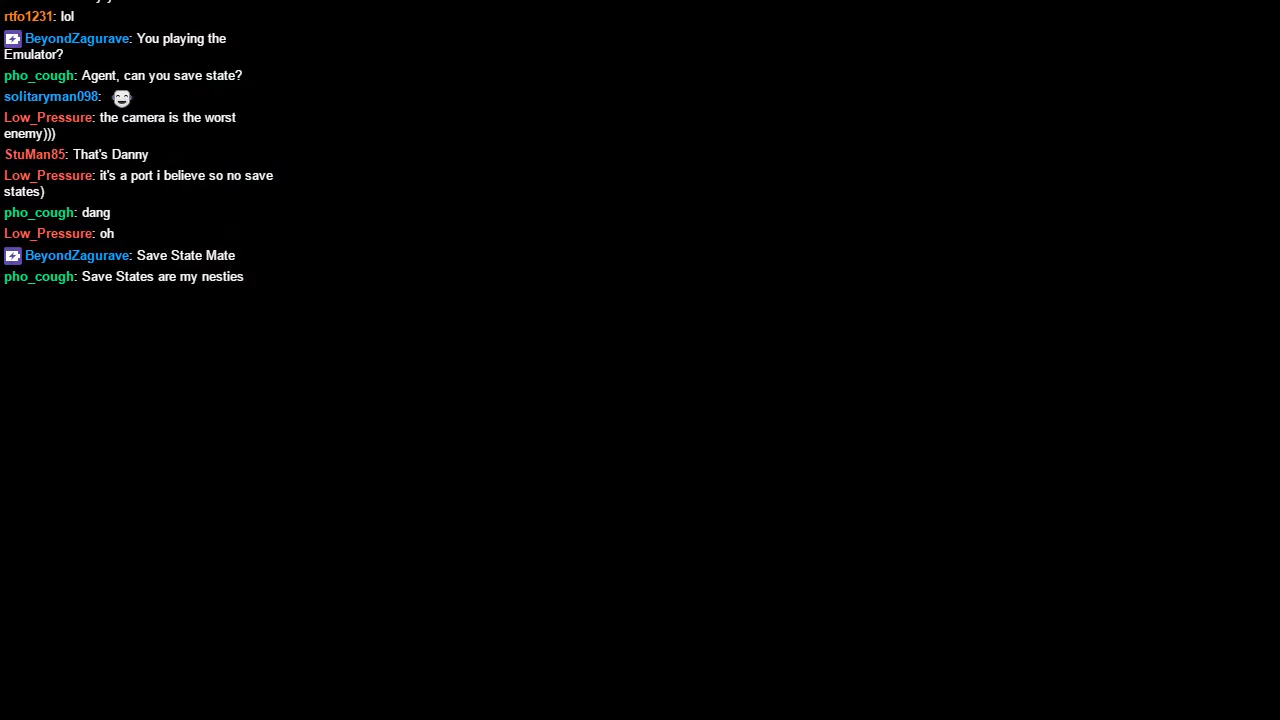 rtfo1231: lol
BeyondZagurave: You playing the
Emulator?
pho_cough: Agent, can you save state?
solitaryman098:
Low_Pressure: the camera is the worst
enemy)))
StuMan85: That's Danny
Low_Pressure: it's a port i believe so no save
states)
pho_cough: dang
Low_Pressure: oh
BeyondZagurave: Save State Mate
pho_cough: Save States are my nesties